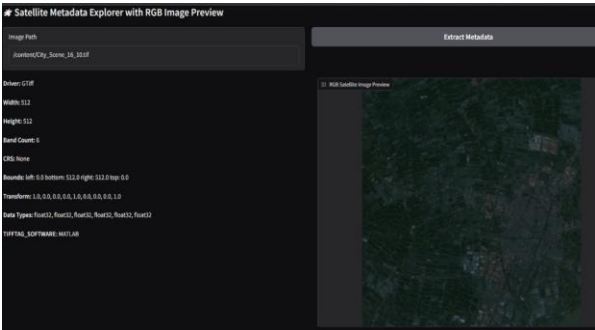 Satellite Metadata Explorer with RGB Image Preview
Image Path
/content/City_Scene_16_10.tif
Extract Metadata
Driver: GTiff
Width: 512
Height: 512
Band Count: 6
CRS: None
Bounds: left: 0.0 bottom: 512.0 right: 512.0 top: 0.0
Transform: 1.0, 0.0, 0.0, 0.0, 1.0, 0.0, 0.0, 0.0, 1.0
Data Types: float32, float32, float32, float32, float32, float32
TIFFTAG_SOFTWARE: MATLAB
RGB Satellite Image Preview